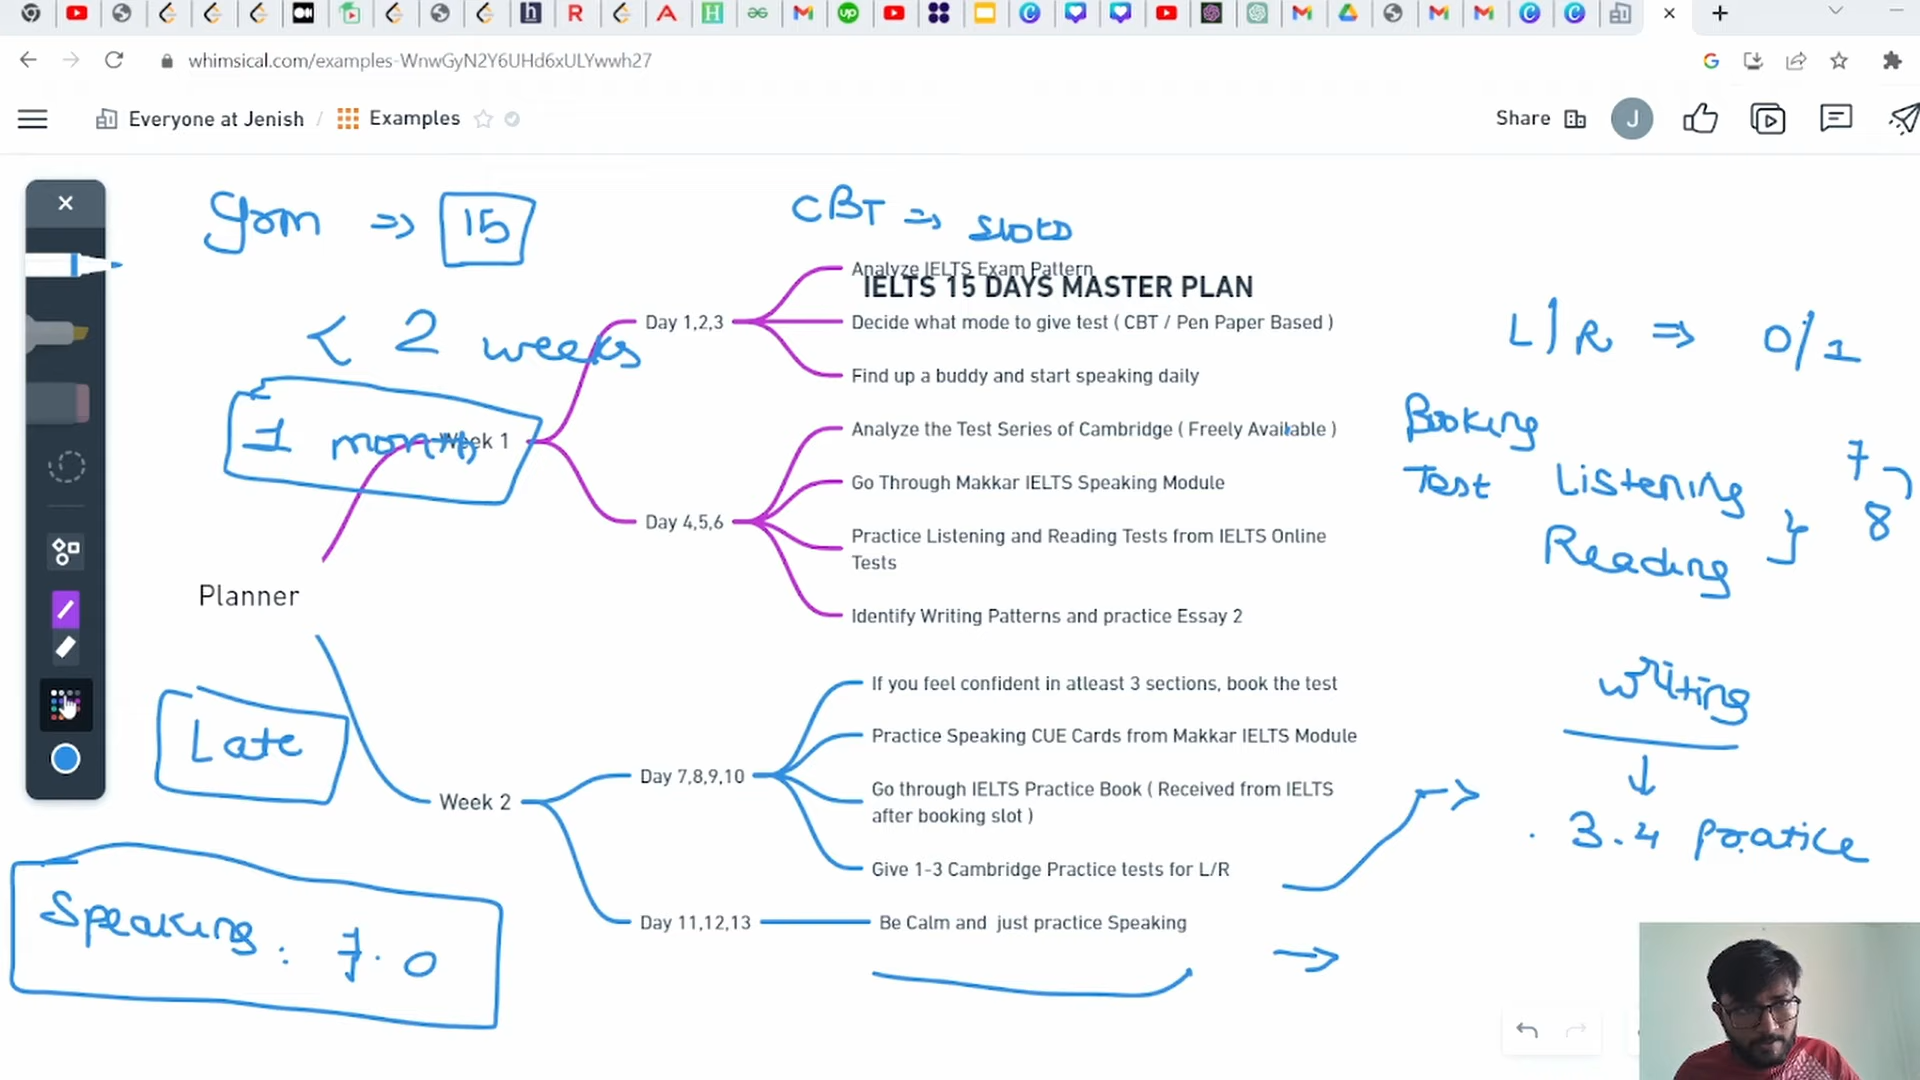 whimsical.com/examples-WnwGyN2Y6UHd6xULYwwh27
Everyone at Jenish / Examples
Share
J
⇒ 15
CBT ⇒ slots
< 2 weeks
1 month
IELTS 15 DAYS MASTER PLAN
Planner
Week 1
Day 1,2,3
Analyze IELTS Exam Pattern
Decide what mode to give test ( CBT / Pen Paper Based )
Find up a buddy and start speaking daily
Day 4,5,6
Analyze the Test Series of Cambridge ( Freely Available )
Go Through Makkar IELTS Speaking Module
Practice Listening and Reading Tests from IELTS Online
Tests
Identify Writing Patterns and practice Essay 2
Week 2
Day 7,8,9,10
If you feel confident in atleast 3 sections, book the test
Practice Speaking CUE Cards from Makkar IELTS Module
Go through IELTS Practice Book ( Received from IELTS
after booking slot )
Give 1-3 Cambridge Practice tests for L/R
Day 11,12,13
Be Calm and just practice Speaking
Late
Speaking: 7.0
L/R ⇒ 0/1
Booking
Test
Listening
Reading
7
8
writing
3.4 pratice